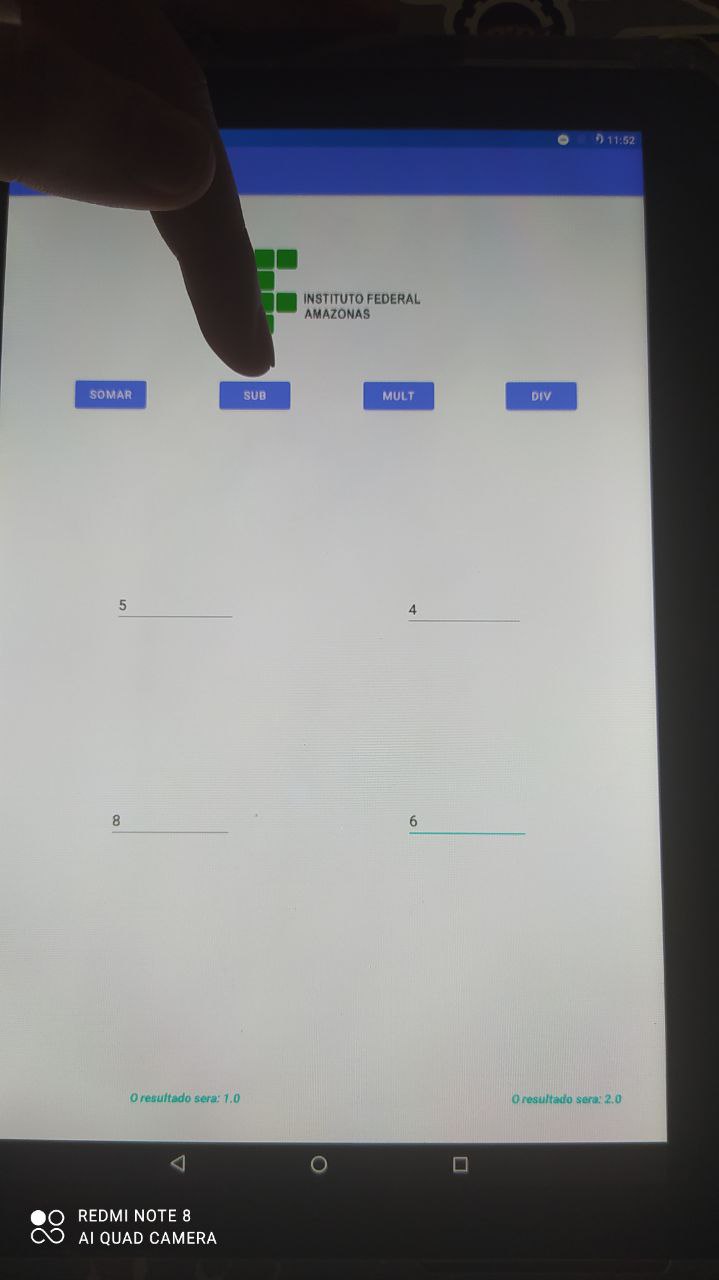 11:52
INSTITUTO FEDERAL
AMAZONAS
SOMAR SUB MULT DIV
5 4
8 6
O resultado sera: 1.0 O resultado sera: 2.0
REDMI NOTE 8
AI QUAD CAMERA